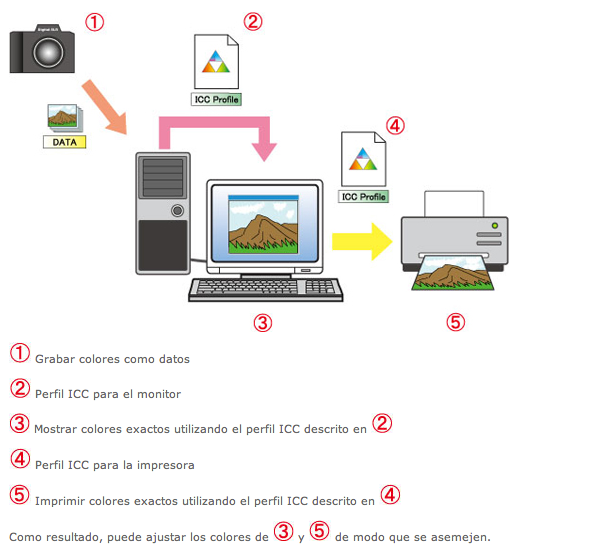 ①
②
ICC Profile
DATA
④
ICC Profile
③
⑤
① Grabar colores como datos
② Perfil ICC para el monitor
③ Mostrar colores exactos utilizando el perfil ICC descrito en ②
④ Perfil ICC para la impresora
⑤ Imprimir colores exactos utilizando el perfil ICC descrito en ④
Como resultado, puede ajustar los colores de ③ y ⑤ de modo que se asemejen.